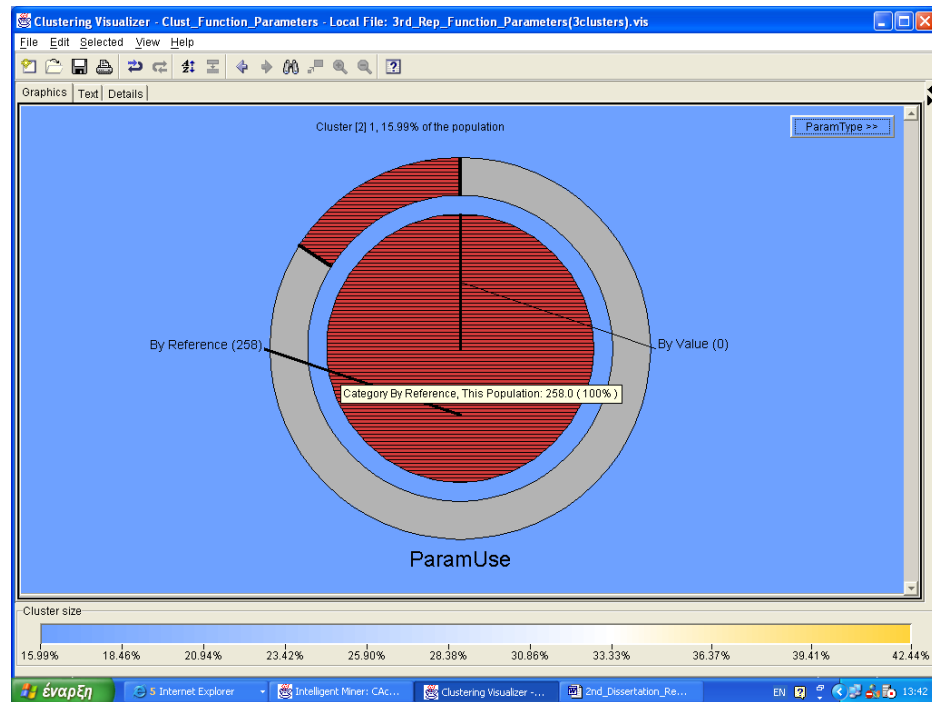 Clustering Visualizer - Clust_Function_Parameters - Local File: 3rd_Rep_Function_Parameters(3clusters).vis
File Edit Selected View Help
Graphics Text Details
Cluster [2] 1, 15.99% of the population
ParamType >>
By Reference (258)
By Value (0)
Category By Reference, This Population: 258.0 ( 100% )
ParamUse
Cluster size
15.99% 18.46% 20.94% 23.42% 25.90% 28.38% 30.86% 33.33% 36.37% 39.41% 42.44%
έναρξη 5 Internet Explorer Intelligent Miner: CAc... Clustering Visualizer -... 2nd_Dissertation_Re... EN 13:42